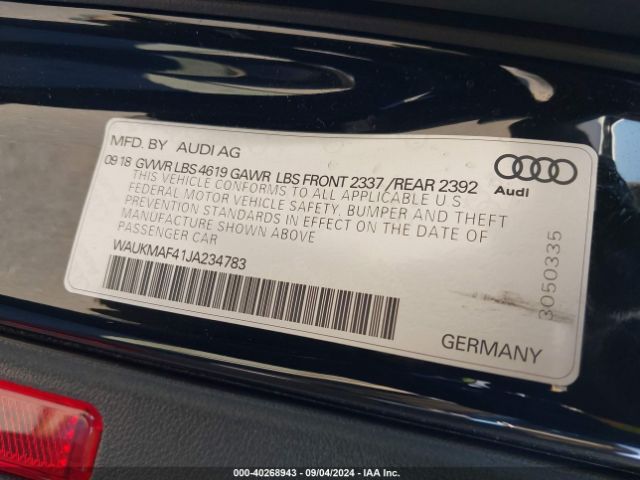 MFD. BY AUDI AG
09 18 GVWR LBS 4619 GAWR LBS FRONT 2337 / REAR 2392
THIS VEHICLE CONFORMS TO ALL APPLICABLE U S
FEDERAL MOTOR VEHICLE SAFETY, BUMPER AND THEFT
PREVENTION STANDARDS IN EFFECT ON THE DATE OF
MANUFACTURE SHOWN ABOVE
PASSENGER CAR
WAUKMAF41JA234783
Audi
3050335
GERMANY
000-40268943 - 09/04/2024 - IAA Inc.